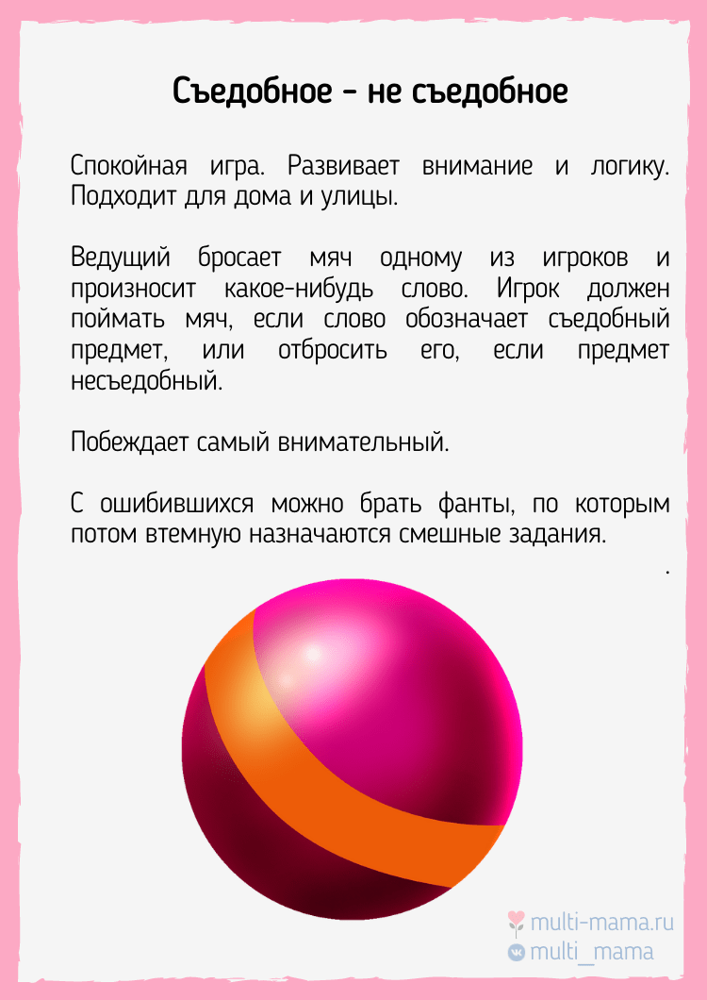 Съедобное - не съедобное
Спокойная игра. Развивает внимание и логику.
Подходит для дома и улицы.
Ведущий бросает мяч одному из игроков и
произносит какое-нибудь слово. Игрок должен
поймать мяч, если слово обозначает съедобный
предмет, или отбросить его, если предмет
несъедобный.
Побеждает самый внимательный.
С ошибившихся можно брать фанты, по которым
потом втемную назначаются смешные задания.
.
multi-mama.ru
multi_mama